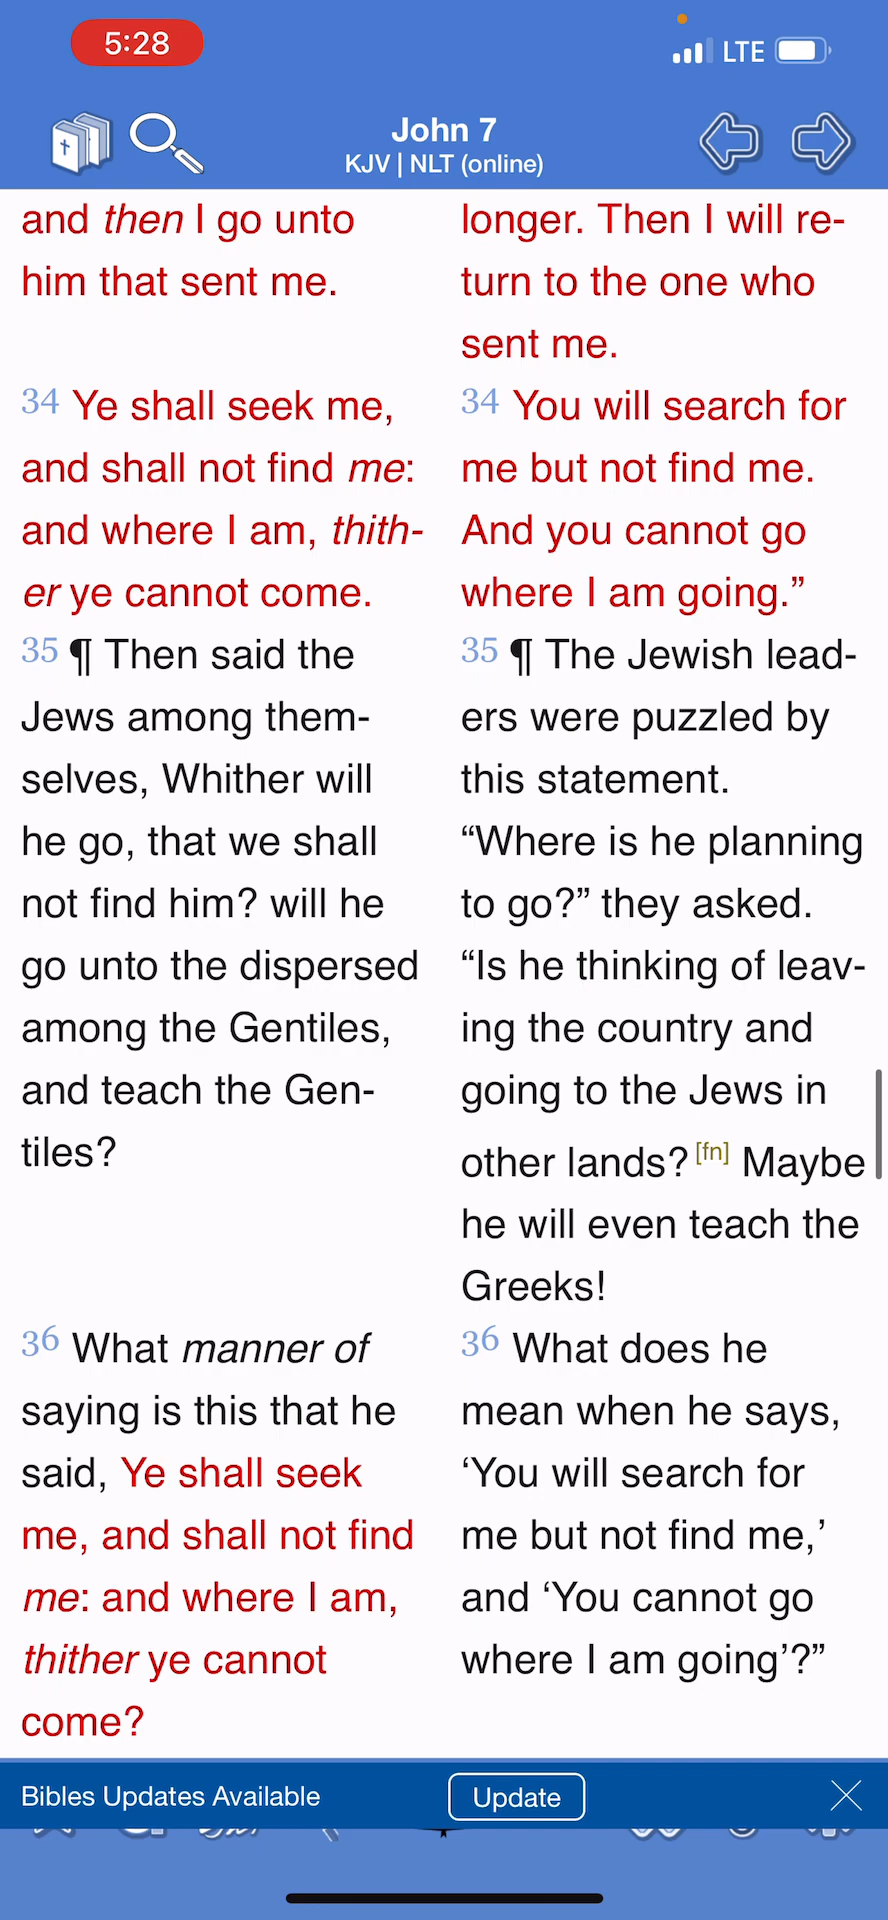 5:28
LTE
John 7
KJV | NLT (online)
and then I go unto
him that sent me.
34 Ye shall seek me,
and shall not find me:
and where I am, thith-
er ye cannot come.
35 ¶ Then said the
Jews among them-
selves, Whither will
he go, that we shall
not find him? will he
go unto the dispersed
among the Gentiles,
and teach the Gen-
tiles?
36 What manner of
saying is this that he
said, Ye shall seek
me, and shall not find
me: and where I am,
thither ye cannot
come?
longer. Then I will re-
turn to the one who
sent me.
34 You will search for
me but not find me.
And you cannot go
where I am going.”
35 ¶ The Jewish lead-
ers were puzzled by
this statement.
“Where is he planning
to go?” they asked.
“Is he thinking of leav-
ing the country and
going to the Jews in
other lands? [fn] Maybe
he will even teach the
Greeks!
36 What does he
mean when he says,
‘You will search for
me but not find me,’
and ‘You cannot go
where I am going’?”
Bibles Updates Available
Update